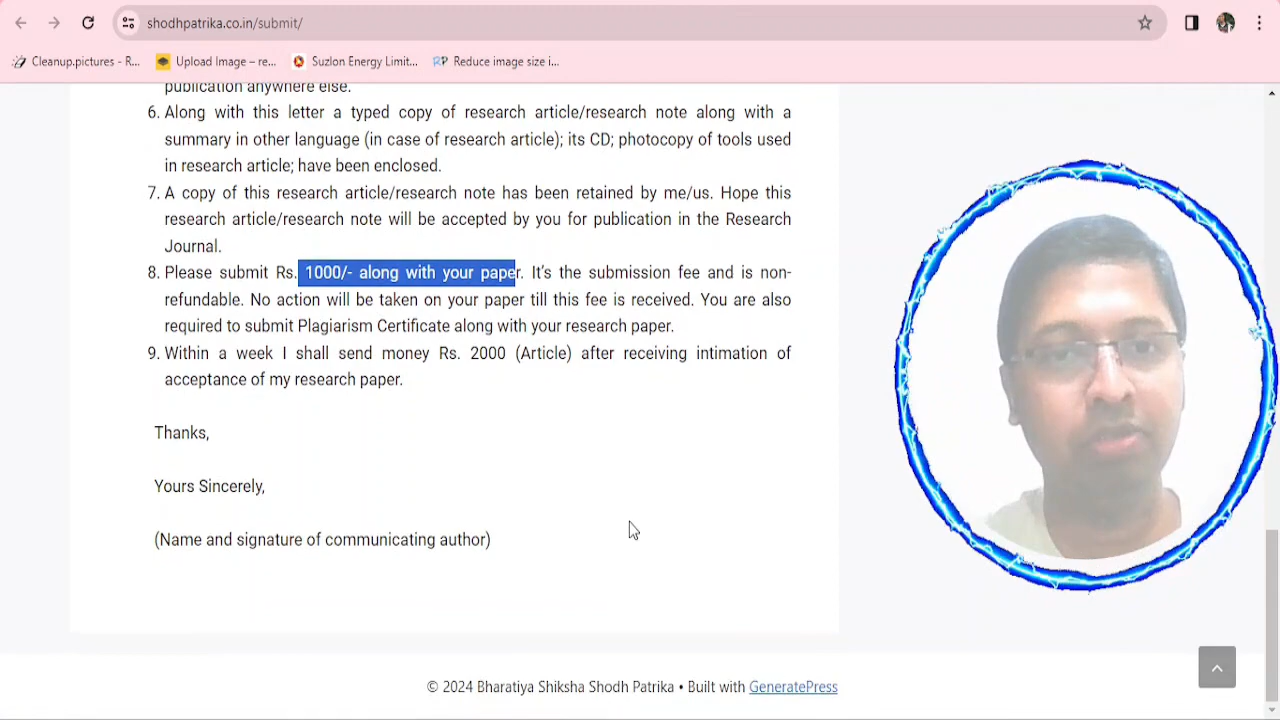 shodhpatrika.co.in/submit/
Cleanup.pictures - R...
Upload Image – re...
Suzlon Energy Limit...
RP Reduce image size i...
publication anywhere else.
6. Along with this letter a typed copy of research article/research note along with a
summary in other language (in case of research article); its CD; photocopy of tools used
in research article; have been enclosed.
7. A copy of this research article/research note has been retained by me/us. Hope this
research article/research note will be accepted by you for publication in the Research
Journal.
8. Please submit Rs. 1000/- along with your paper. It's the submission fee and is non-
refundable. No action will be taken on your paper till this fee is received. You are also
required to submit Plagiarism Certificate along with your research paper.
9. Within a week I shall send money Rs. 2000 (Article) after receiving intimation of
acceptance of my research paper.
Thanks,
Yours Sincerely,
(Name and signature of communicating author)
© 2024 Bharatiya Shiksha Shodh Patrika • Built with GeneratePress